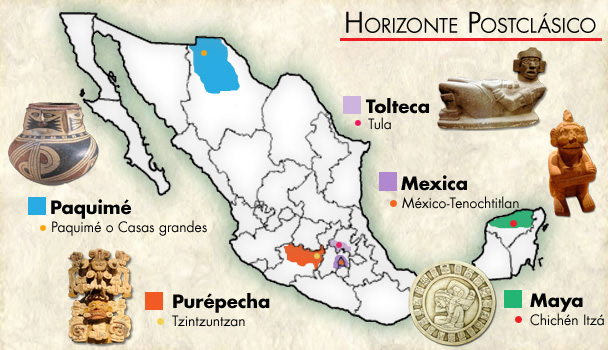 HORIZONTE POSTCLÁSICO
Tolteca
Tula
Mexica
México-Tenochtitlan
Paquimé
Paquimé o Casas grandes
Purépecha
Tzintzuntzan
Maya
Chichén Itzá